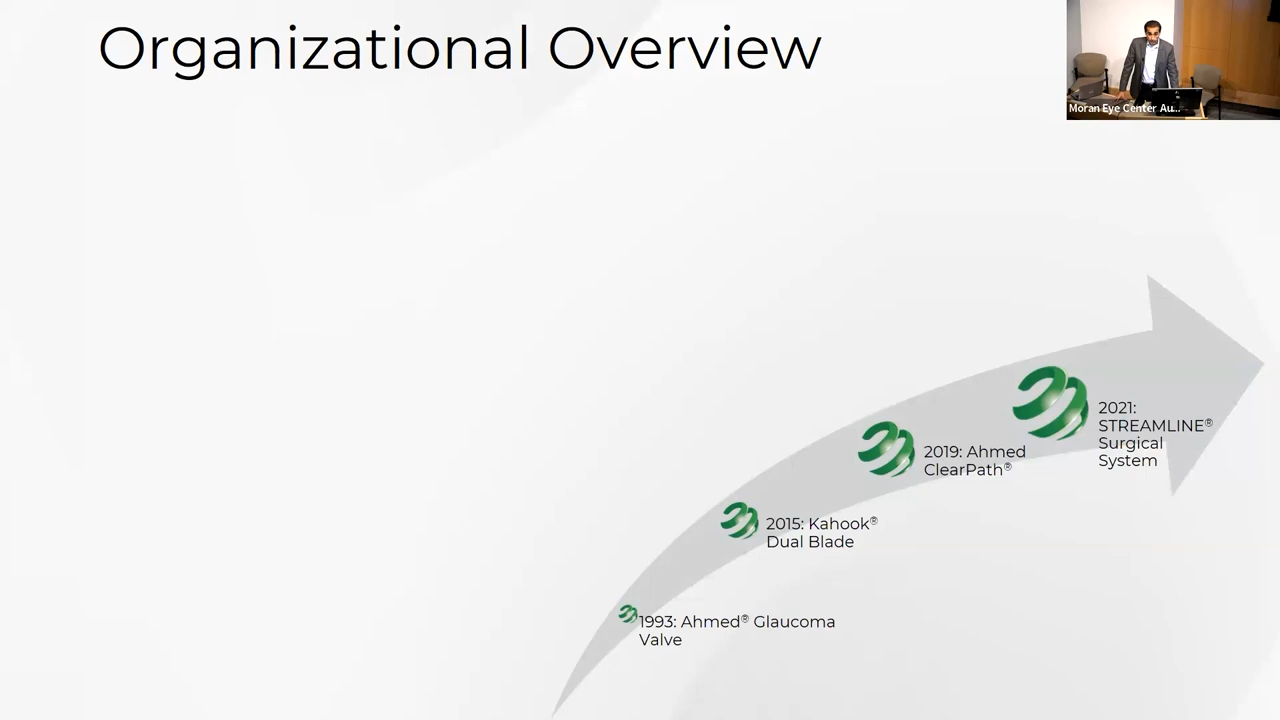 Organizational Overview
Moran Eye Center Au...
2021:
STREAMLINE®
Surgical
System
2019: Ahmed
ClearPath®
2015: Kahook®
Dual Blade
1993: Ahmed® Glaucoma
Valve